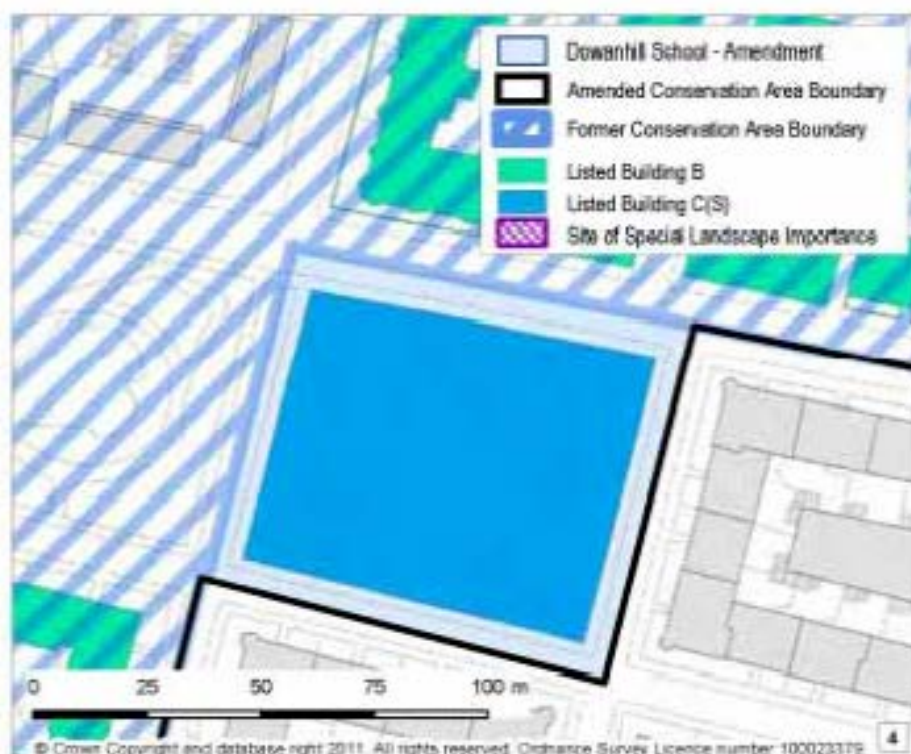 Dowanhill School - Amendment
Amended Conservation Area Boundary
Former Conservation Area Boundary
Listed Building B
Listed Building C(S)
Site of Special Landscape Importance
0 25 50 75 100 m
© Crown Copyright and database right 2011. All rights reserved. Ordnance Survey Licence number 100023379.
4